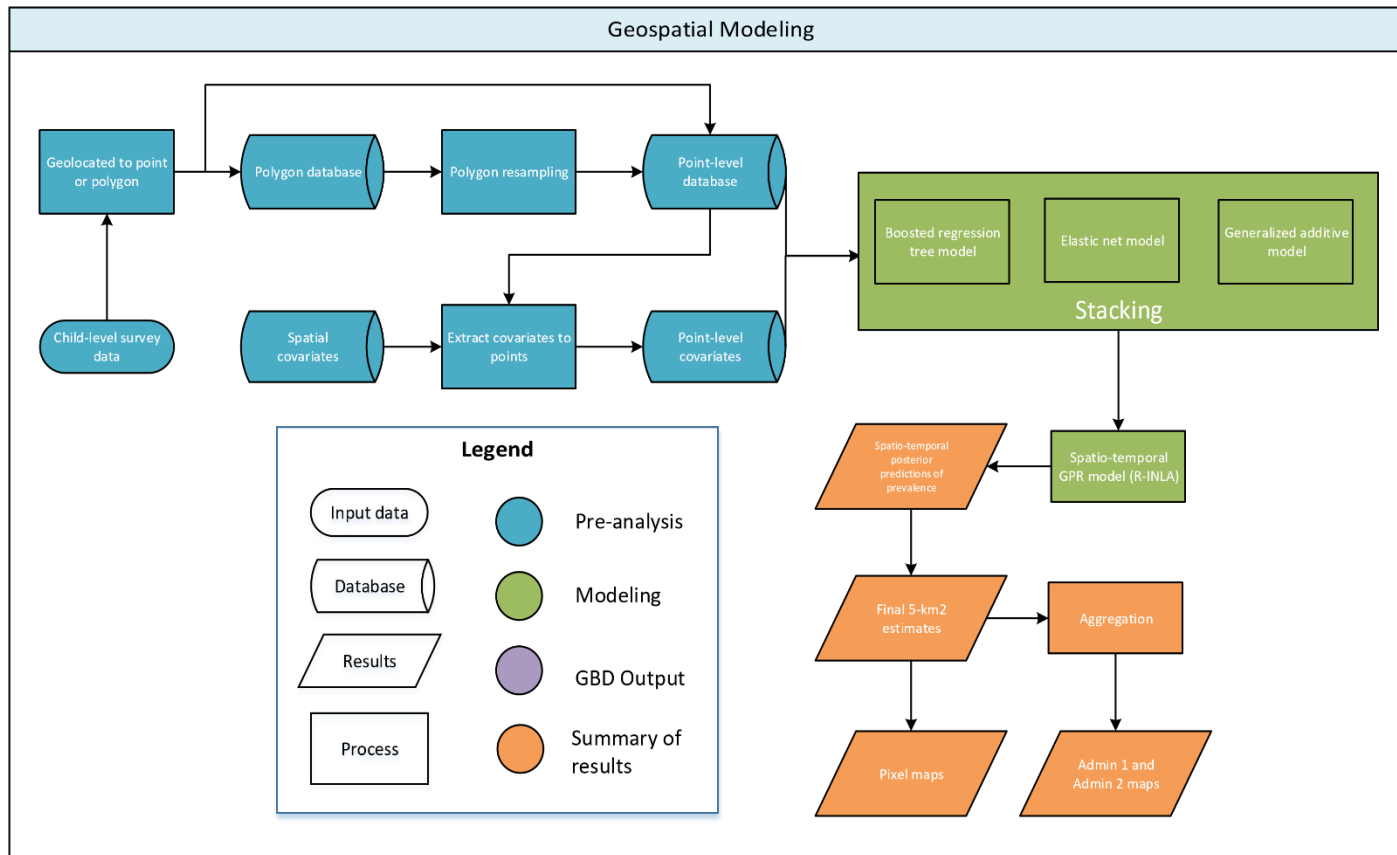 Geospatial Modeling
Geolocated to point
or polygon
Polygon database
Polygon resampling
Point-level
database
Child-level survey
data
Spatial
covariates
Extract covariates to
points
Point-level
covariates
Boosted regression
tree model
Elastic net model
Generalized additive
model
Stacking
Spatio-temporal
GPR model (R-INLA)
Spatio-temporal
posterior
predictions of
prevalence
Final 5-km2
estimates
Aggregation
Pixel maps
Admin 1 and
Admin 2 maps
Legend
Input data
Database
Results
Process
Pre-analysis
Modeling
GBD Output
Summary of
results